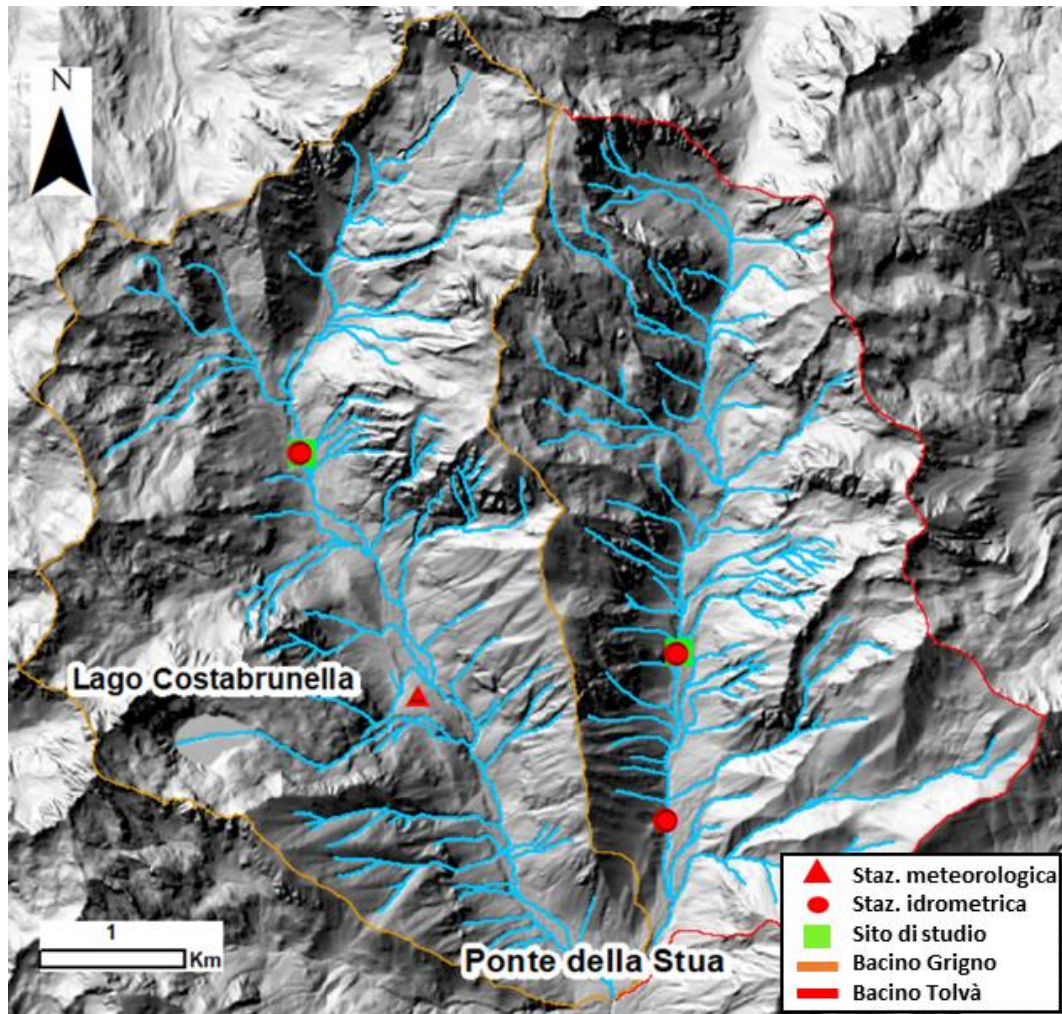 N
Lago Costabrunella
1
Km
Ponte della Stua
Staz. meteorologica
Staz. idrometrica
Sito di studio
Bacino Grigno
Bacino Tolvà